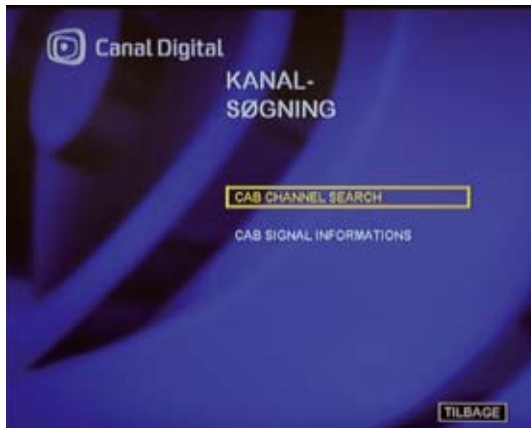 Canal Digital
KANAL-
SØGNING
CAB CHANNEL SEARCH
CAB SIGNAL INFORMATIONS
TILBAGE